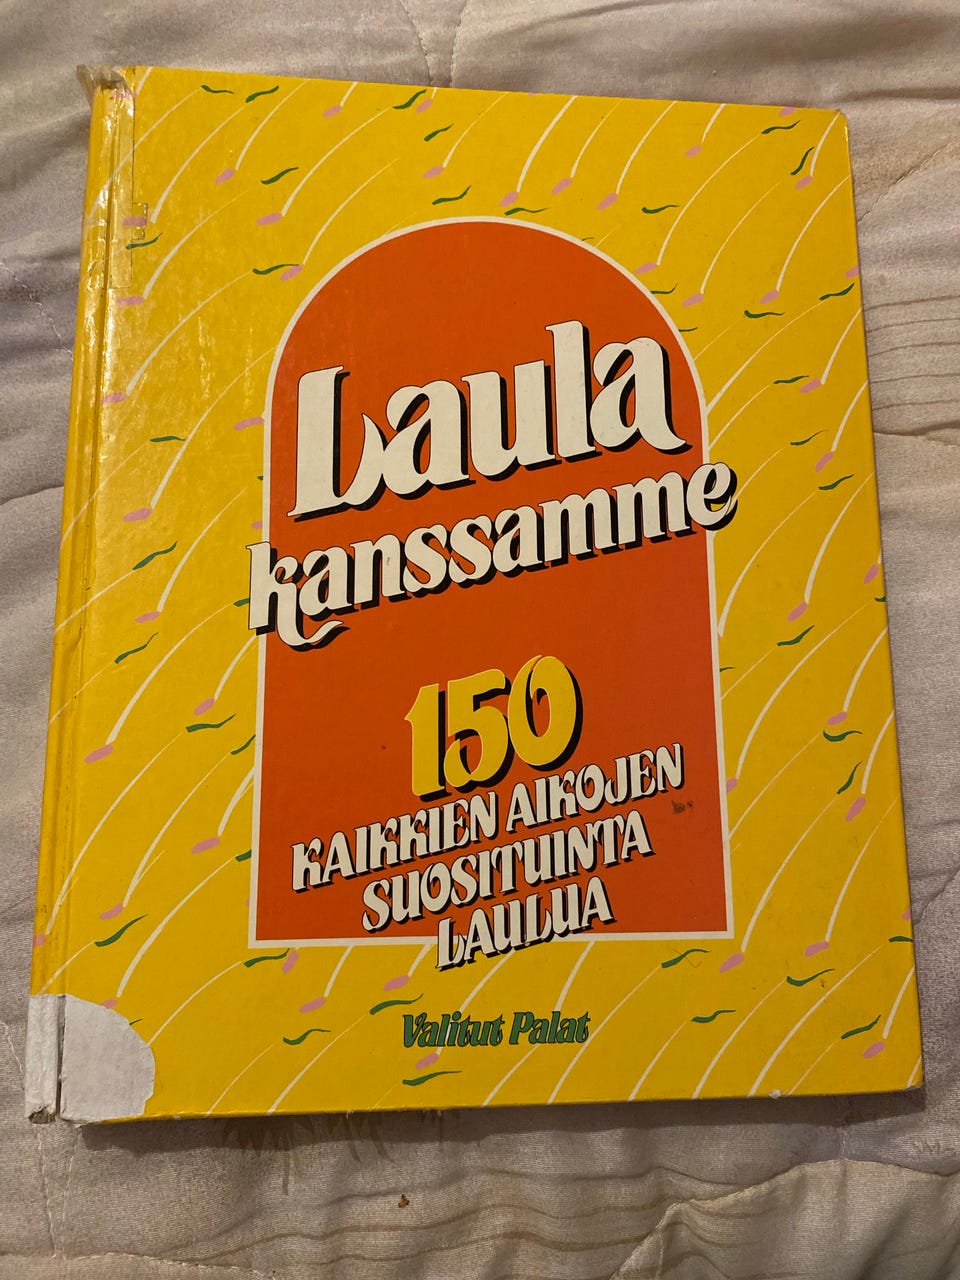 Laula
kanssamme
150
KAIKKIEN AIKOJEN
SUOSITUINTA
LAULUA
Valitut Palat